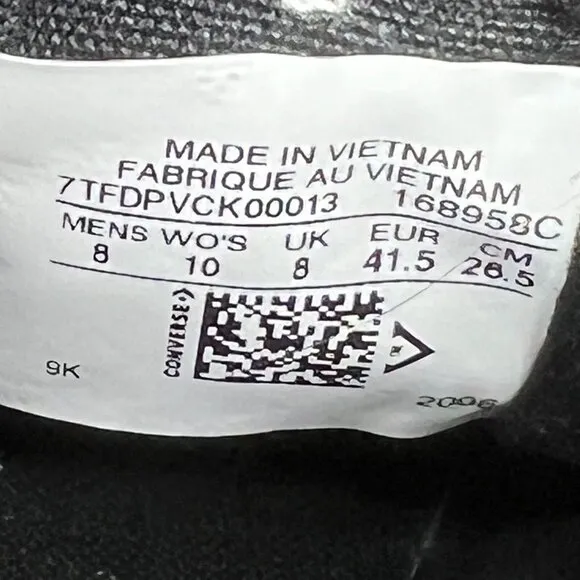 MADE IN VIETNAM
FABRIQUE AU VIETNAM
7TFDPVCK00013 168958C
MENS WO'S UK EUR CM
8 10 8 41.5 26.5
CONVERSE
9K